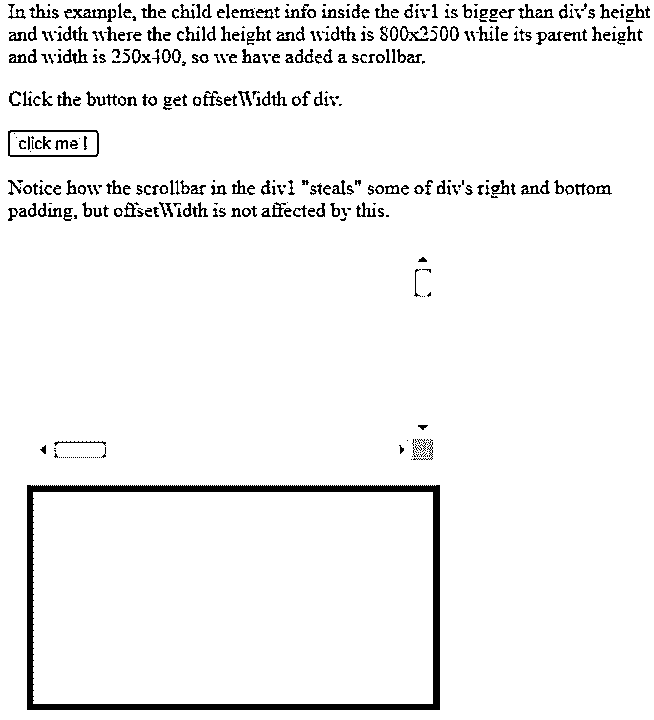 In this example, the child element info inside the div1 is bigger than div's height
and width where the child height and width is 800x2500 while its parent height
and width is 250x400, so we have added a scrollbar.
Click the button to get offsetWidth of div.
click me !
Notice how the scrollbar in the div1 "steals" some of div's right and bottom
padding, but offsetWidth is not affected by this.